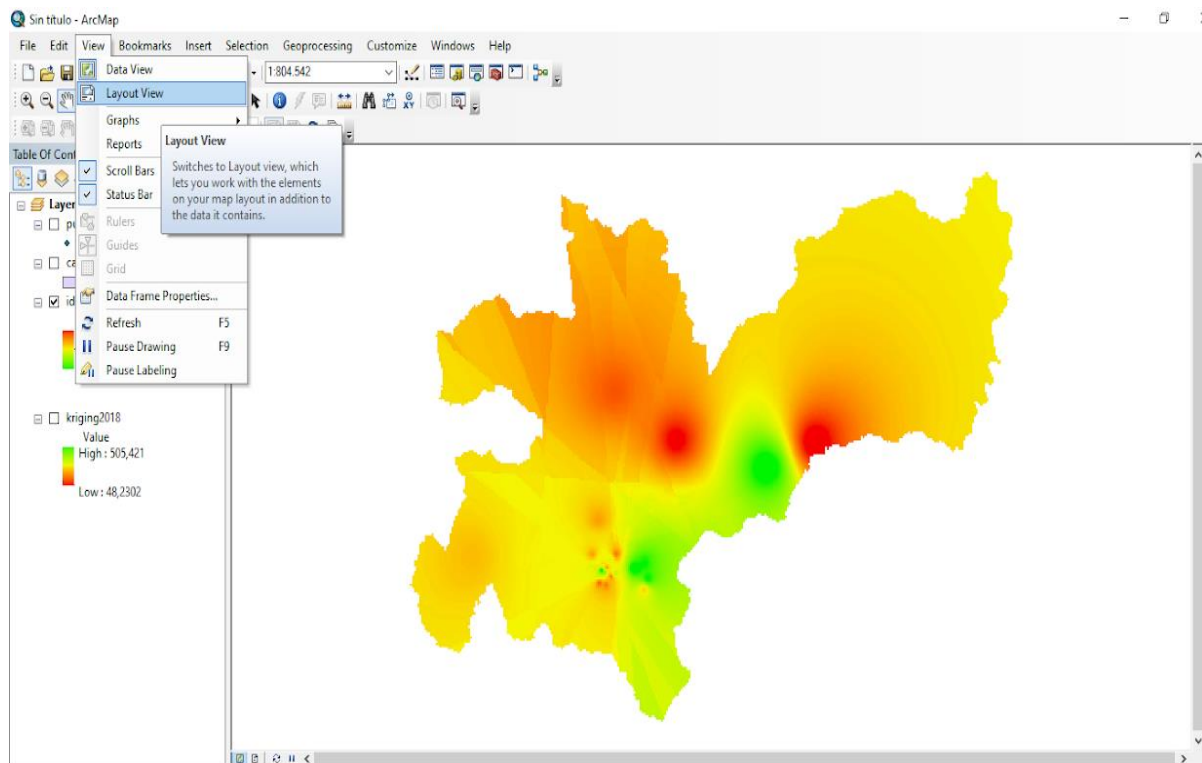 Sin título - ArcMap
File Edit View Bookmarks Insert Selection Geoprocessing Customize Windows Help
1:804.542
Data View
Layout View
Graphs
Reports
Scroll Bars
Status Bar
Rulers
Guides
Grid
Data Frame Properties...
Refresh F5
Pause Drawing F9
Pause Labeling
Layout View
Switches to Layout view, which
lets you work with the elements
on your map layout in addition to
the data it contains.
Table Of Cont
Layer
kriging2018
Value
High : 505,421
Low : 48,2302